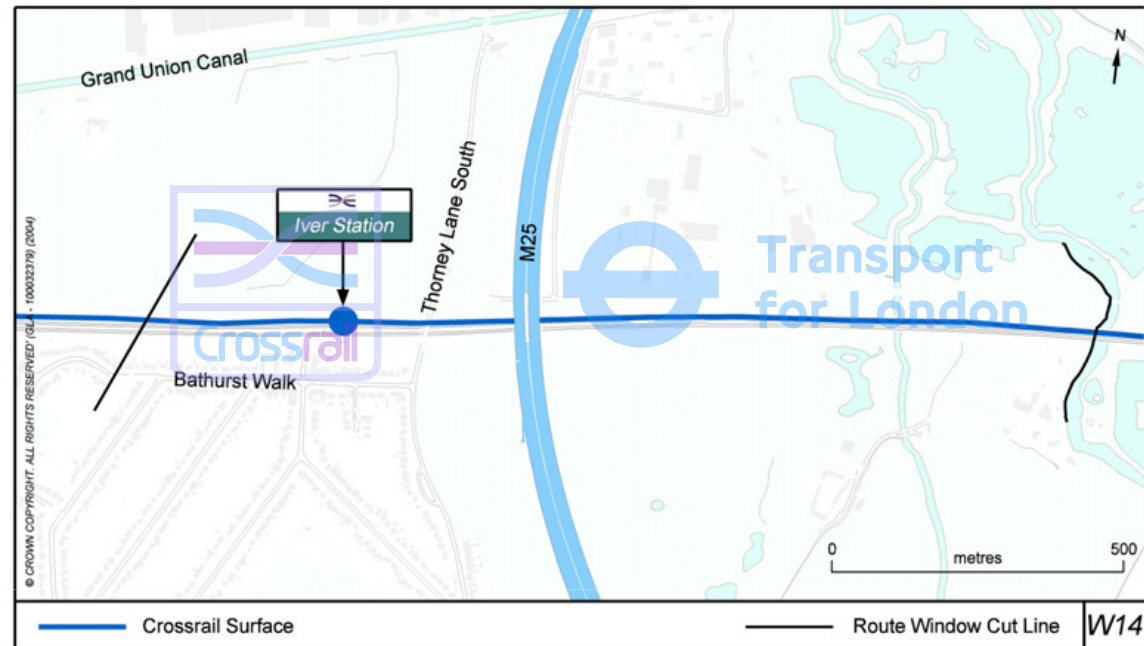 Grand Union Canal
N
Thorney Lane South
M25
Iver Station
Transport
for London
Crossrail
Bathurst Walk
© CROWN COPYRIGHT. ALL RIGHTS RESERVED' (GLA - 100032379) (2004)
0 500
metres
Crossrail Surface
Route Window Cut Line
W14